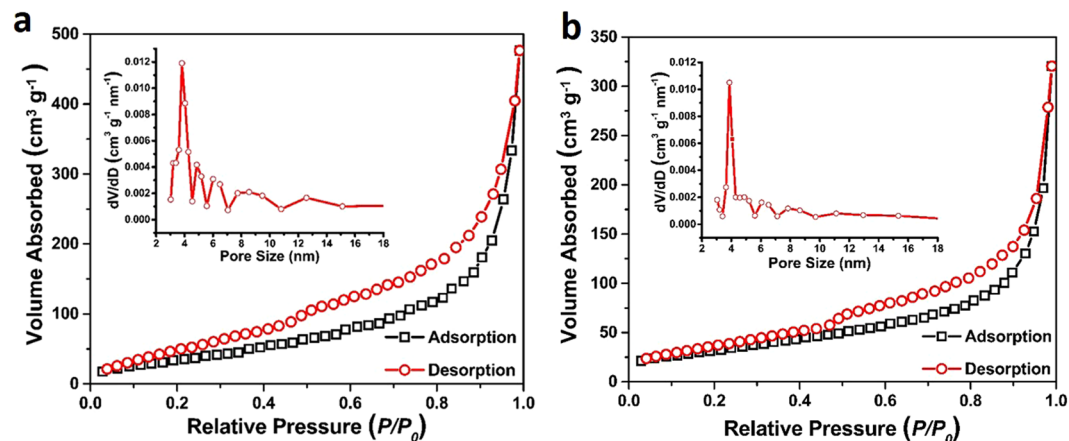 a
500
400
300
200
100
0
Volume Absorbed (cm³ g⁻¹)
0.0 0.2 0.4 0.6 0.8 1.0
Relative Pressure (P/P₀)
Adsorption
Desorption
0.012
0.010
0.008
0.006
0.004
0.002
0.000
dV/dD (cm³ g⁻¹ nm⁻¹)
2 4 6 8 10 12 14 16 18
Pore Size (nm)
b
350
300
250
200
150
100
50
0
Volume Absorbed (cm³ g⁻¹)
0.0 0.2 0.4 0.6 0.8 1.0
Relative Pressure (P/P₀)
Adsorption
Desorption
0.012
0.010
0.008
0.006
0.004
0.002
0.000
dV/dD (cm³ g⁻¹ nm⁻¹)
2 4 6 8 10 12 14 16 18
Pore Size (nm)